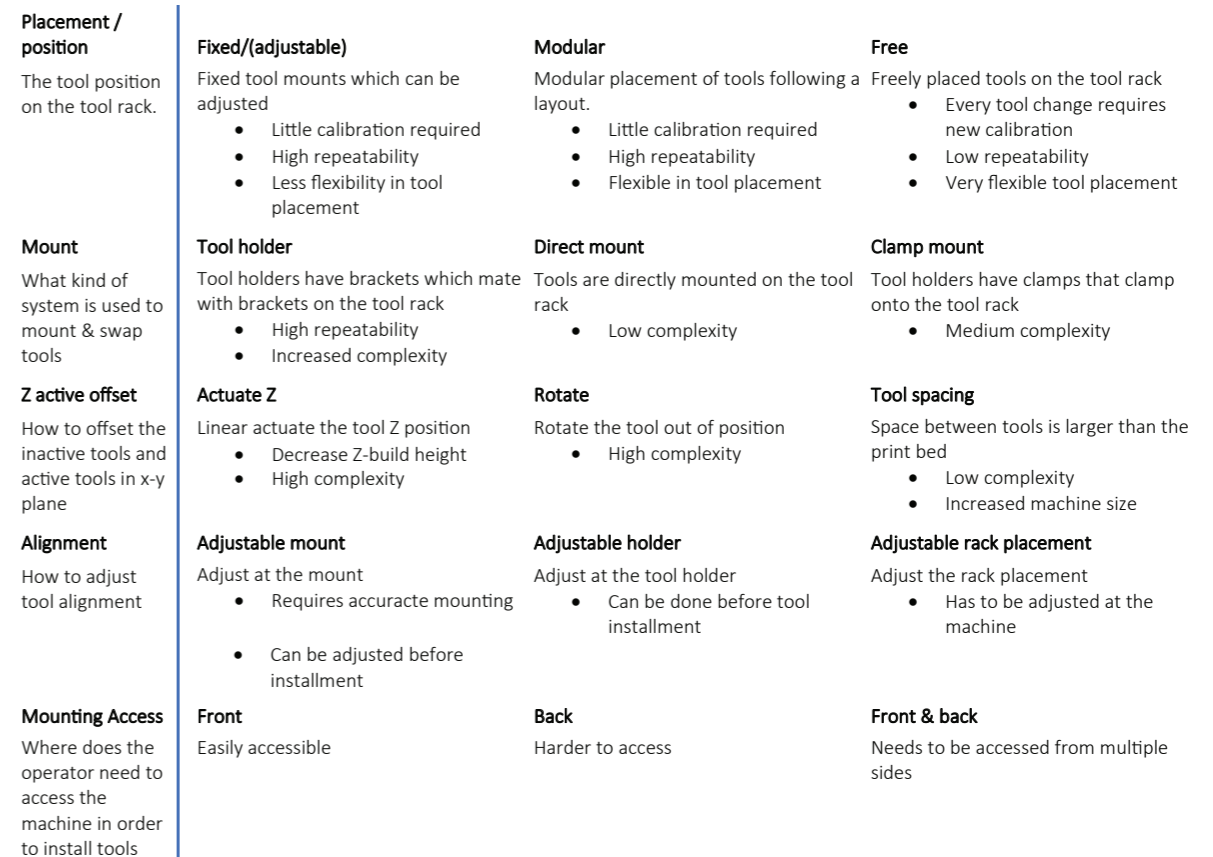 Placement /
position
The tool position
on the tool rack.
Fixed/(adjustable)
Fixed tool mounts which can be
adjusted
• Little calibration required
• High repeatability
• Less flexibility in tool
placement
Modular
Modular placement of tools following a
layout.
• Little calibration required
• High repeatability
• Flexible in tool placement
Free
Freely placed tools on the tool rack
• Every tool change requires
new calibration
• Low repeatability
• Very flexible tool placement
Mount
What kind of
system is used to
mount & swap
tools
Tool holder
Tool holders have brackets which mate
with brackets on the tool rack
• High repeatability
• Increased complexity
Direct mount
Tools are directly mounted on the tool
rack
• Low complexity
Clamp mount
Tool holders have clamps that clamp
onto the tool rack
• Medium complexity
Z active offset
How to offset the
inactive tools and
active tools in x-y
plane
Actuate Z
Linear actuate the tool Z position
• Decrease Z-build height
• High complexity
Rotate
Rotate the tool out of position
• High complexity
Tool spacing
Space between tools is larger than the
print bed
• Low complexity
• Increased machine size
Alignment
How to adjust
tool alignment
Adjustable mount
Adjust at the mount
• Requires accuracte mounting
• Can be adjusted before
installment
Adjustable holder
Adjust at the tool holder
• Can be done before tool
installment
Adjustable rack placement
Adjust the rack placement
• Has to be adjusted at the
machine
Mounting Access
Where does the
operator need to
access the
machine in order
to install tools
Front
Easily accessible
Back
Harder to access
Front & back
Needs to be accessed from multiple
sides